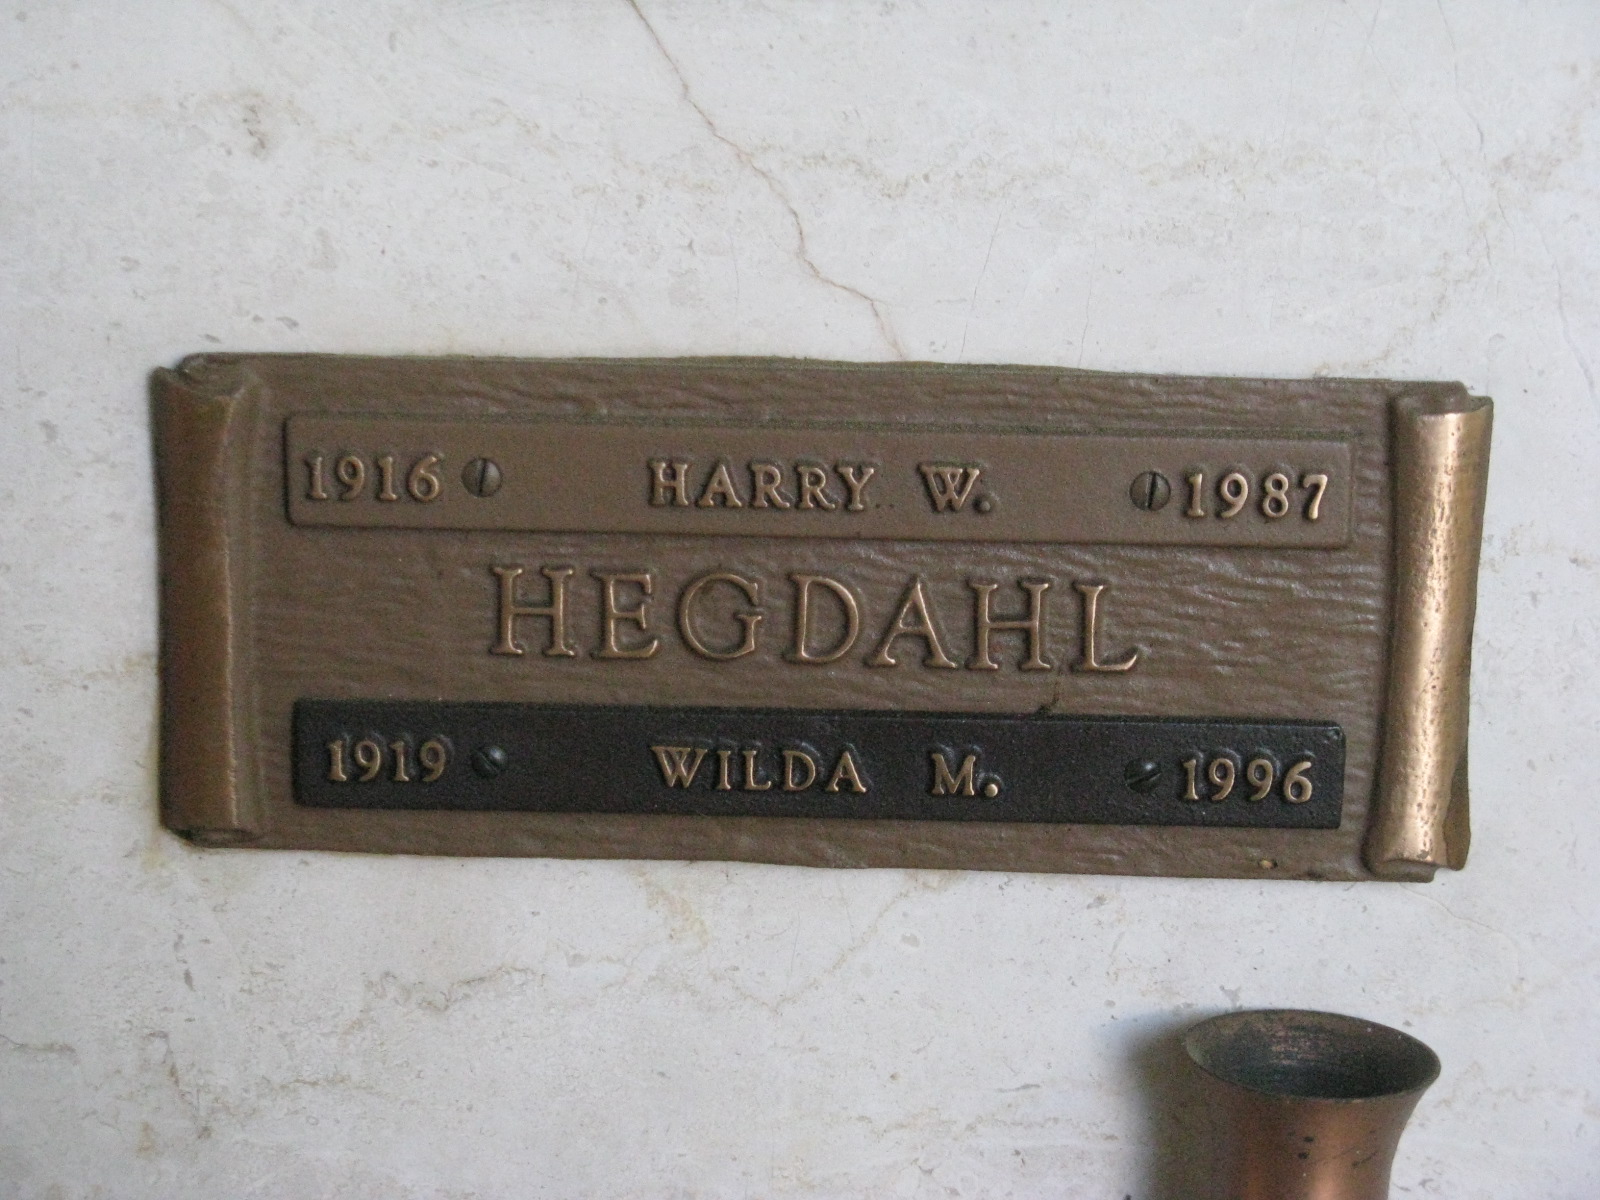 1916 HARRY W. 1987
HEGDAHL
1919 WILDA M. 1996